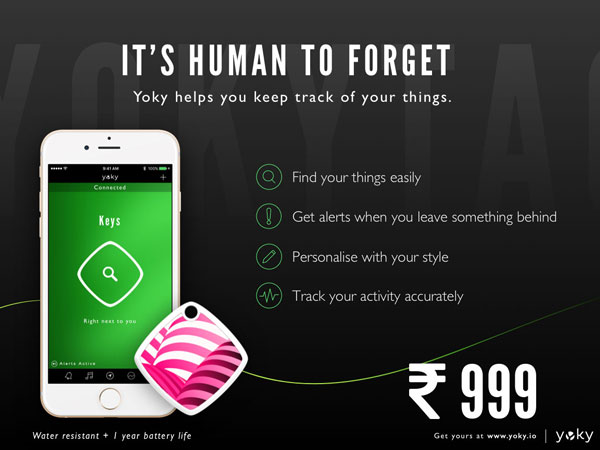 YOKYTAG
IT'S HUMAN TO FORGET
Yoky helps you keep track of your things.
9:41 AM
100%
yoky
+
Connected
Keys
Right next to you
Alerts Active
Find your things easily
Get alerts when you leave something behind
Personalise with your style
Track your activity accurately
₹ 999
Water resistant + 1 year battery life
Get yours at www.yoky.io | yoky